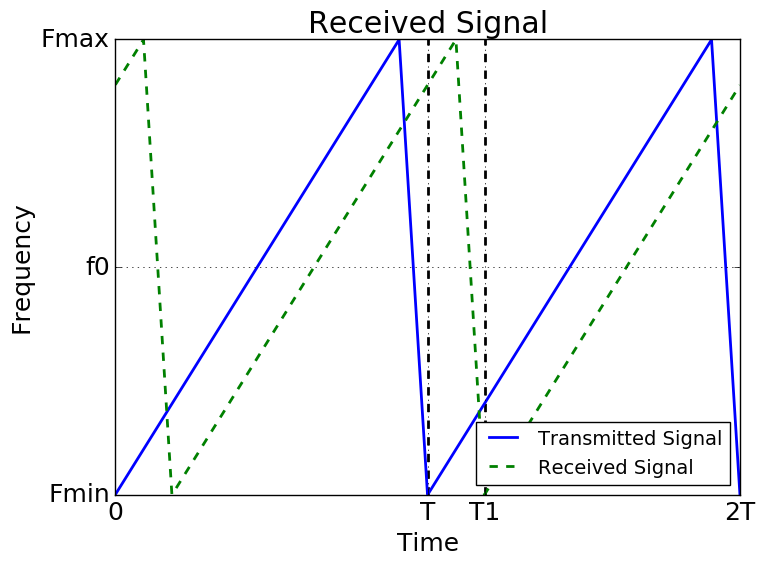 Received Signal
Fmax
f0
Fmin
Frequency
0
T
T1
2T
Time
Transmitted Signal
Received Signal